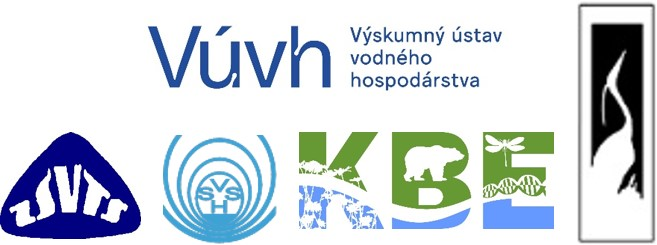 Vúvh
Výskumný ústav
vodného
hospodárstva
ZSVTS
SVSH
KBE